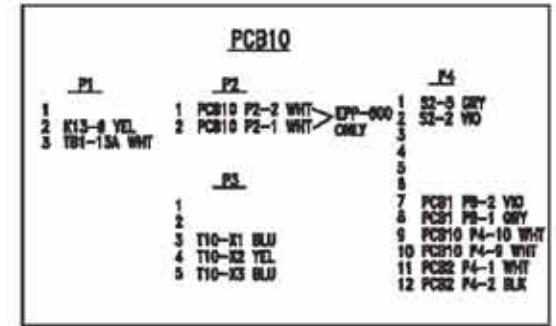 PCB10
P1
1
2 K13-8 YEL
3 TB1-13A WHT
P2
1 PCB10 P2-2 WHT
2 PCB10 P2-1 WHT
EPP-600
ONLY
P3
1
2
3 T10-X1 BLU
4 T10-X2 YEL
5 T10-X3 BLU
P4
1 S2-5 GRY
2 S2-2 VIO
3
4
5
6
7 PCB1 P8-2 VIO
8 PCB1 P8-1 GRY
9 PCB10 P4-10 WHT
10 PCB10 P4-9 WHT
11 PCB2 P4-1 WHT
12 PCB2 P4-2 BLK